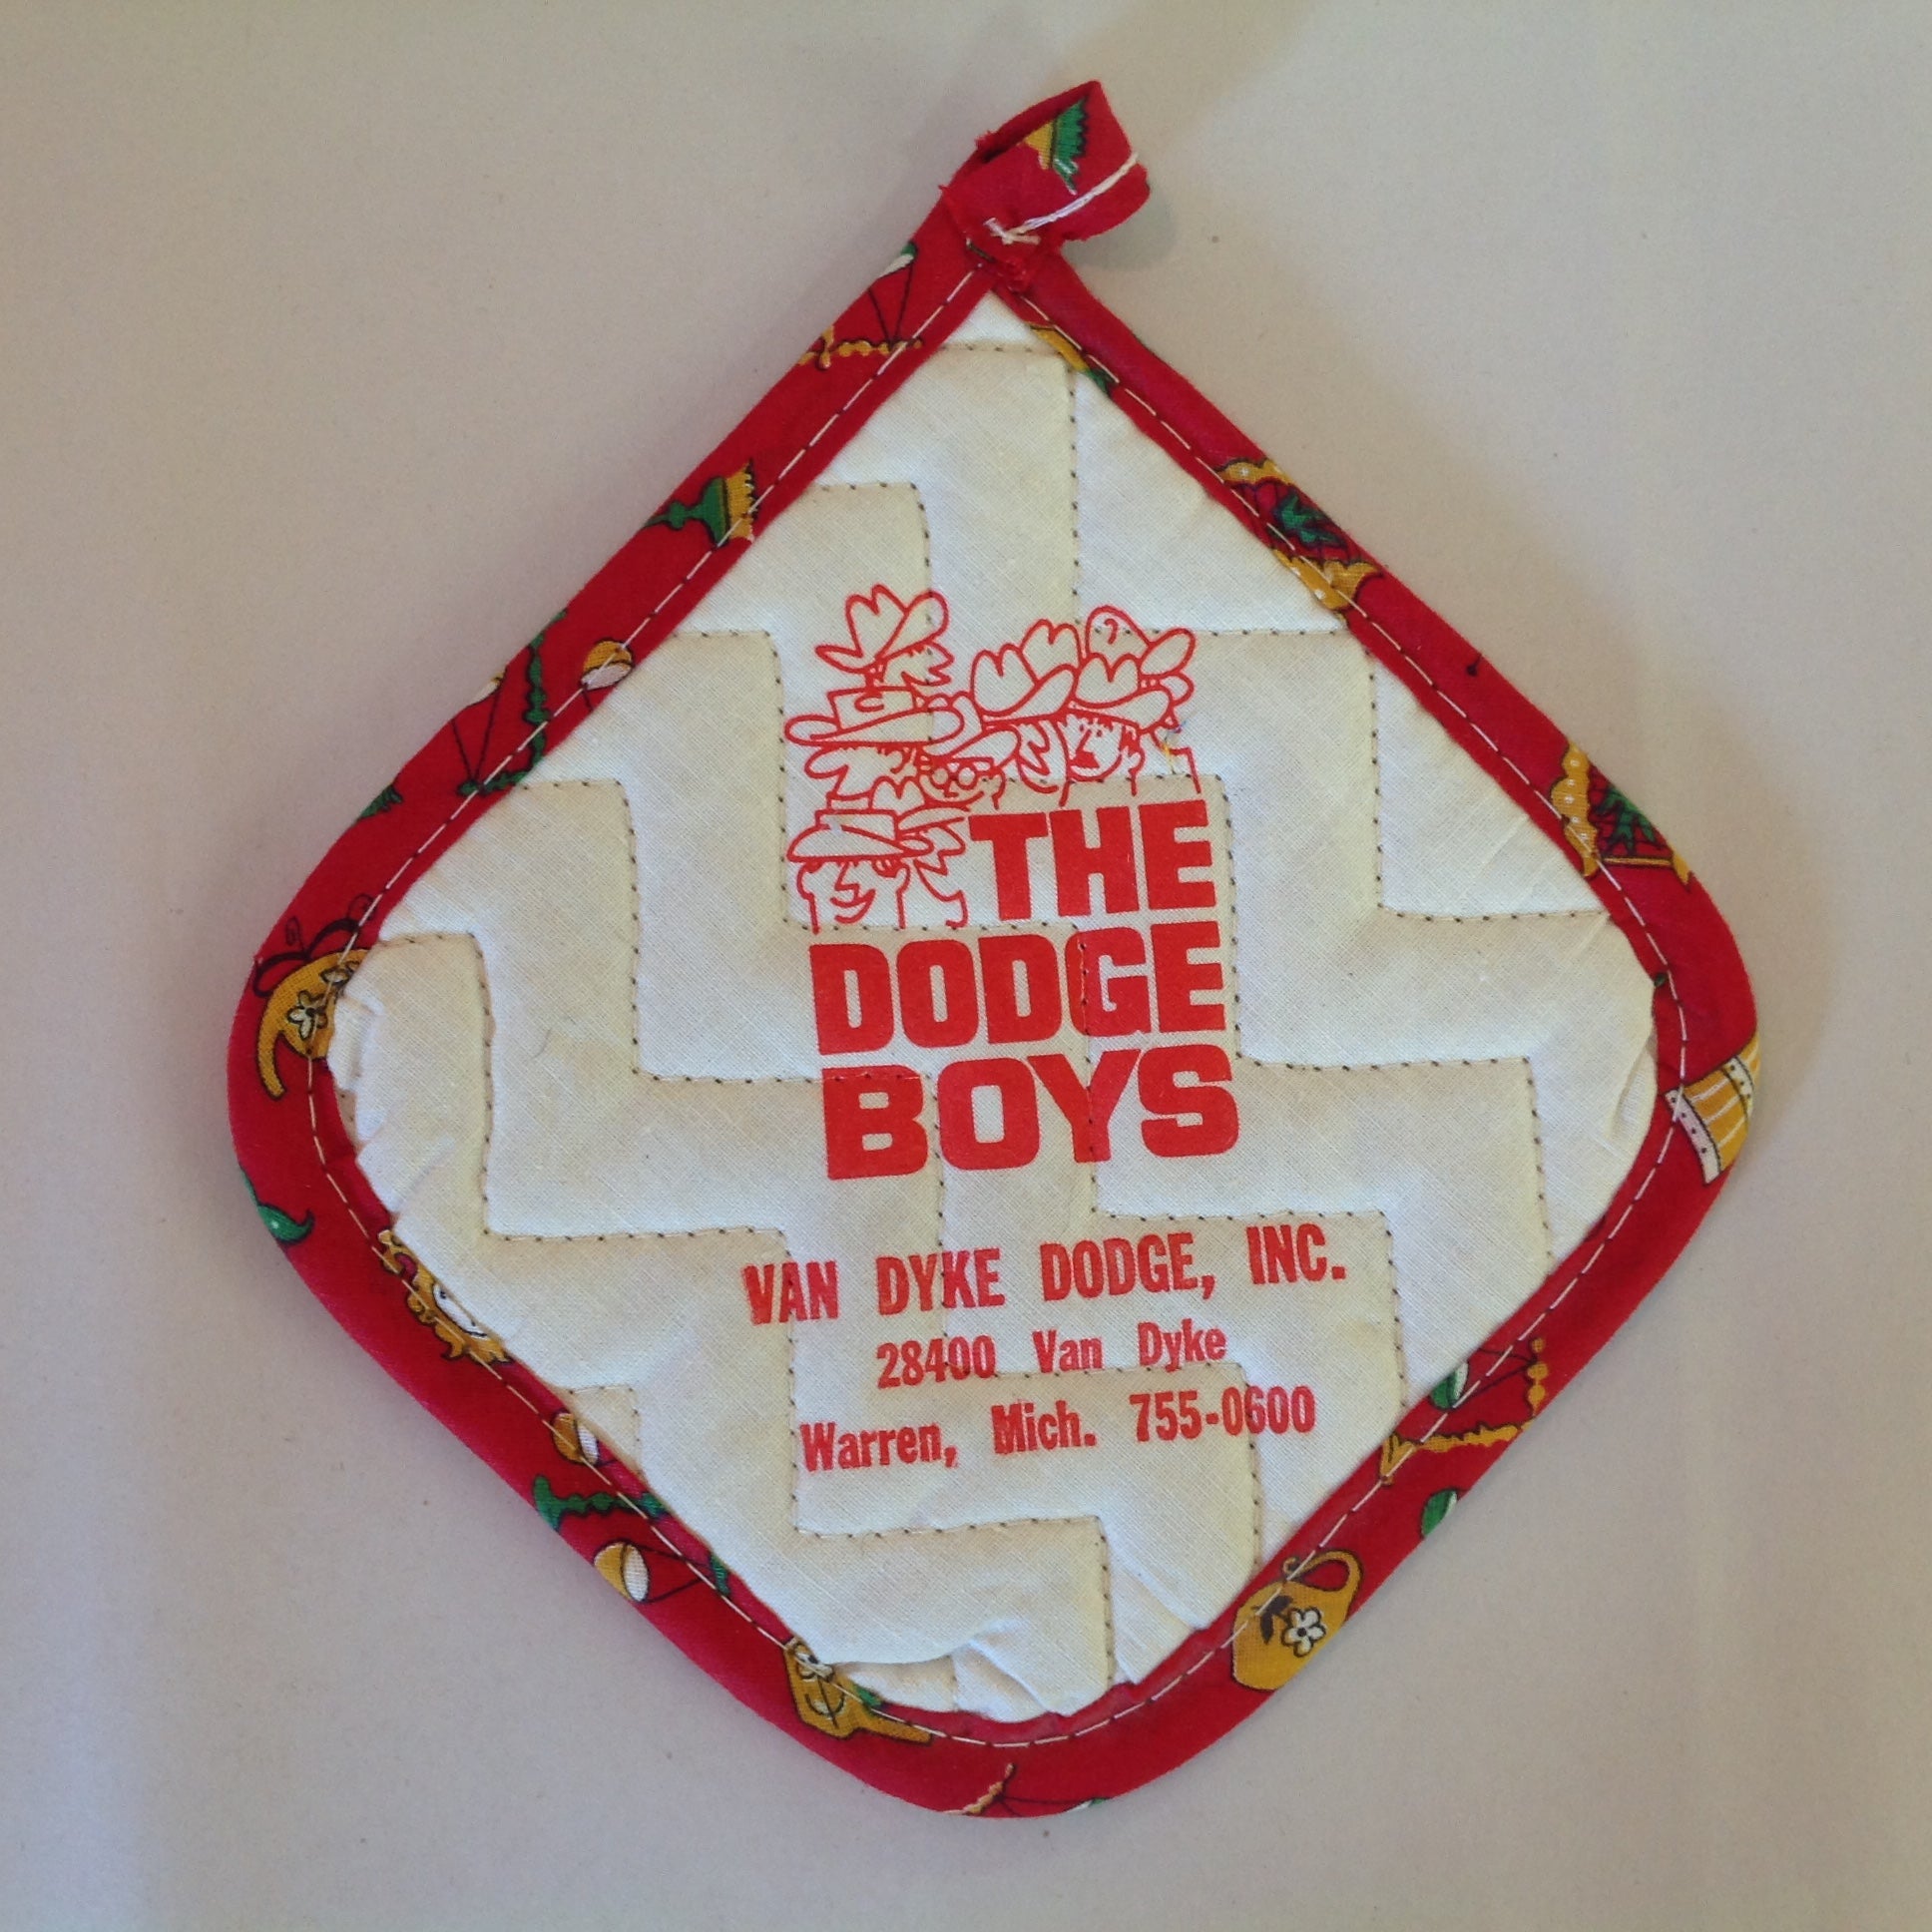 THE
DODGE
BOYS
VAN DYKE DODGE, INC.
28400 Van Dyke
Warren, Mich. 755-0600